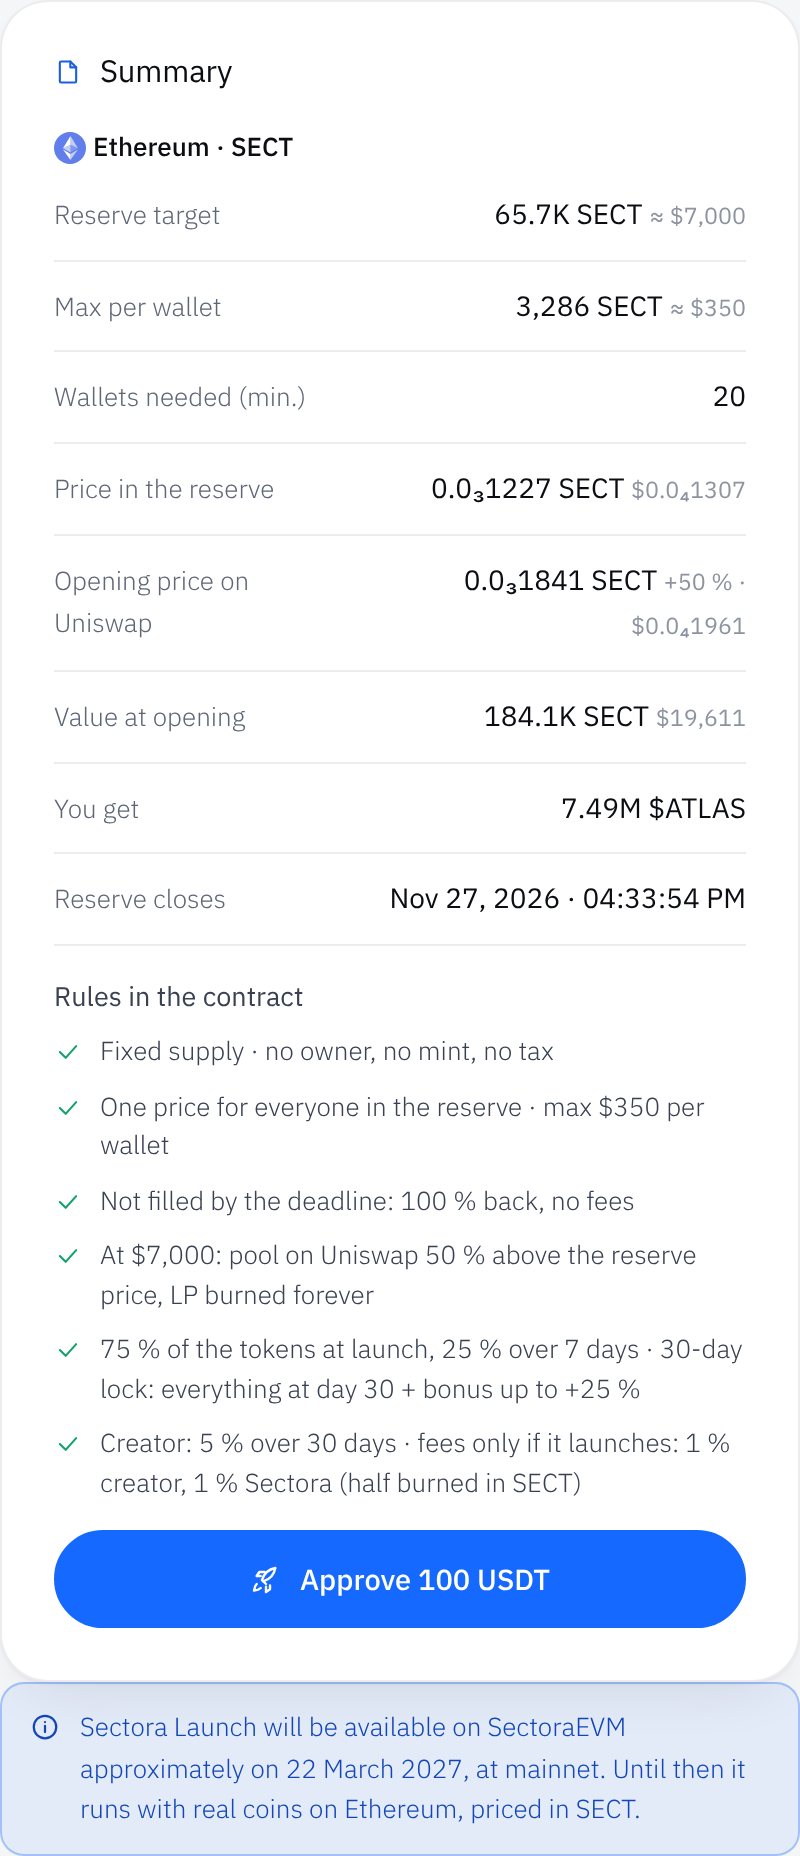 Summary
Ethereum · SECT
Reserve target 65.7K SECT ≈ $7,000
Max per wallet 3,286 SECT ≈ $350
Wallets needed (min.) 20
Price in the reserve 0.0₃1227 SECT $0.0₄1307
Opening price on 0.0₃1841 SECT +50 % ·
Uniswap $0.0₄1961
Value at opening 184.1K SECT $19,611
You get 7.49M $ATLAS
Reserve closes Nov 27, 2026 · 04:33:54 PM
Rules in the contract
Fixed supply · no owner, no mint, no tax
One price for everyone in the reserve · max $350 per
wallet
Not filled by the deadline: 100 % back, no fees
At $7,000: pool on Uniswap 50 % above the reserve
price, LP burned forever
75 % of the tokens at launch, 25 % over 7 days · 30-day
lock: everything at day 30 + bonus up to +25 %
Creator: 5 % over 30 days · fees only if it launches: 1 %
creator, 1 % Sectora (half burned in SECT)
Approve 100 USDT
Sectora Launch will be available on SectoraEVM
approximately on 22 March 2027, at mainnet. Until then it
runs with real coins on Ethereum, priced in SECT.